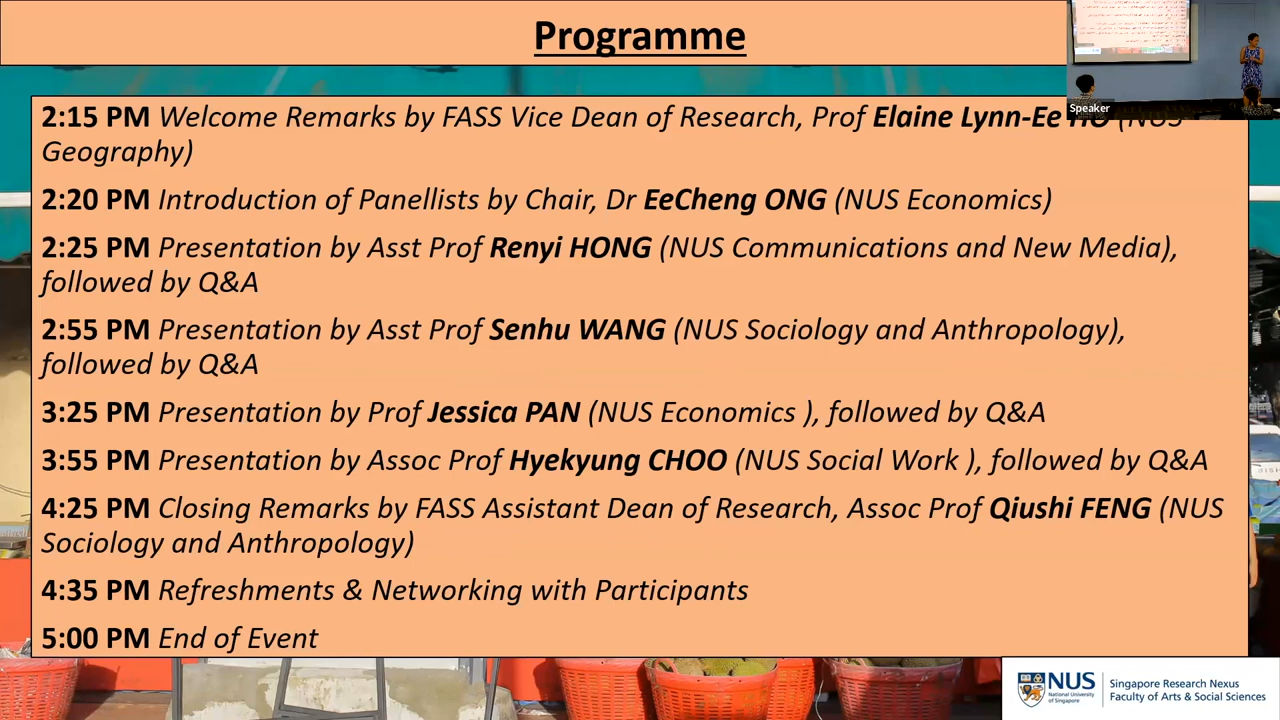 Programme
Speaker
2:15 PM Welcome Remarks by FASS Vice Dean of Research, Prof Elaine Lynn-Ee HO (NUS
Geography)
2:20 PM Introduction of Panellists by Chair, Dr EeCheng ONG (NUS Economics)
2:25 PM Presentation by Asst Prof Renyi HONG (NUS Communications and New Media),
followed by Q&A
2:55 PM Presentation by Asst Prof Senhu WANG (NUS Sociology and Anthropology),
followed by Q&A
3:25 PM Presentation by Prof Jessica PAN (NUS Economics ), followed by Q&A
3:55 PM Presentation by Assoc Prof Hyekyung CHOO (NUS Social Work ), followed by Q&A
4:25 PM Closing Remarks by FASS Assistant Dean of Research, Assoc Prof Qiushi FENG (NUS
Sociology and Anthropology)
4:35 PM Refreshments & Networking with Participants
5:00 PM End of Event
NUS
National University
of Singapore
Singapore Research Nexus
Faculty of Arts & Social Sciences